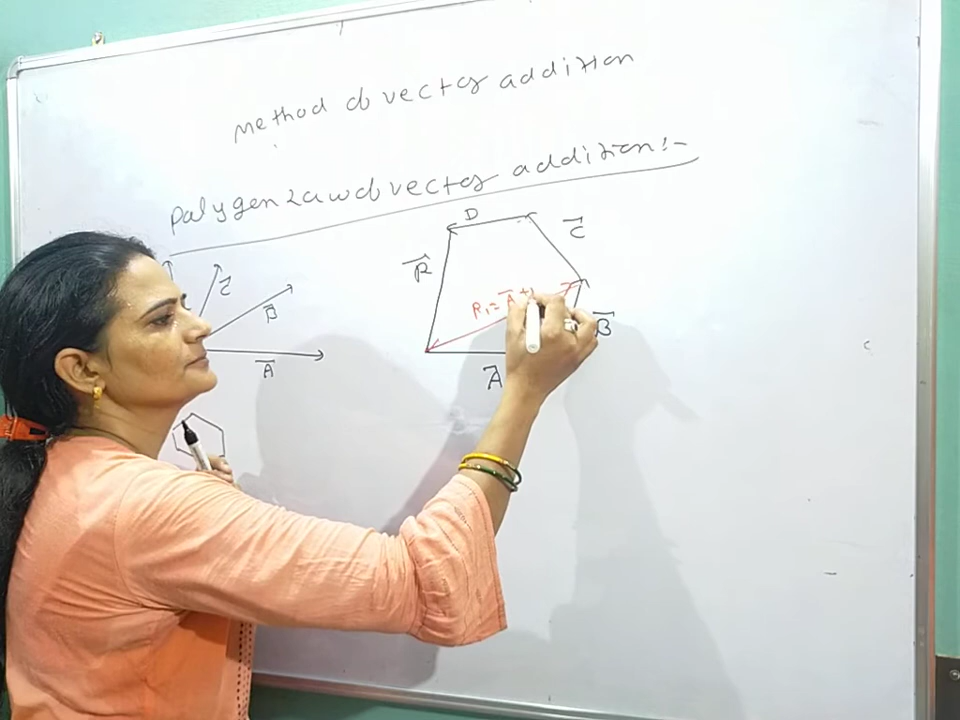 method of vector addition
Polygen law of vector addition:-
D
C
R
C
B
R₁ = A +
B
A
A